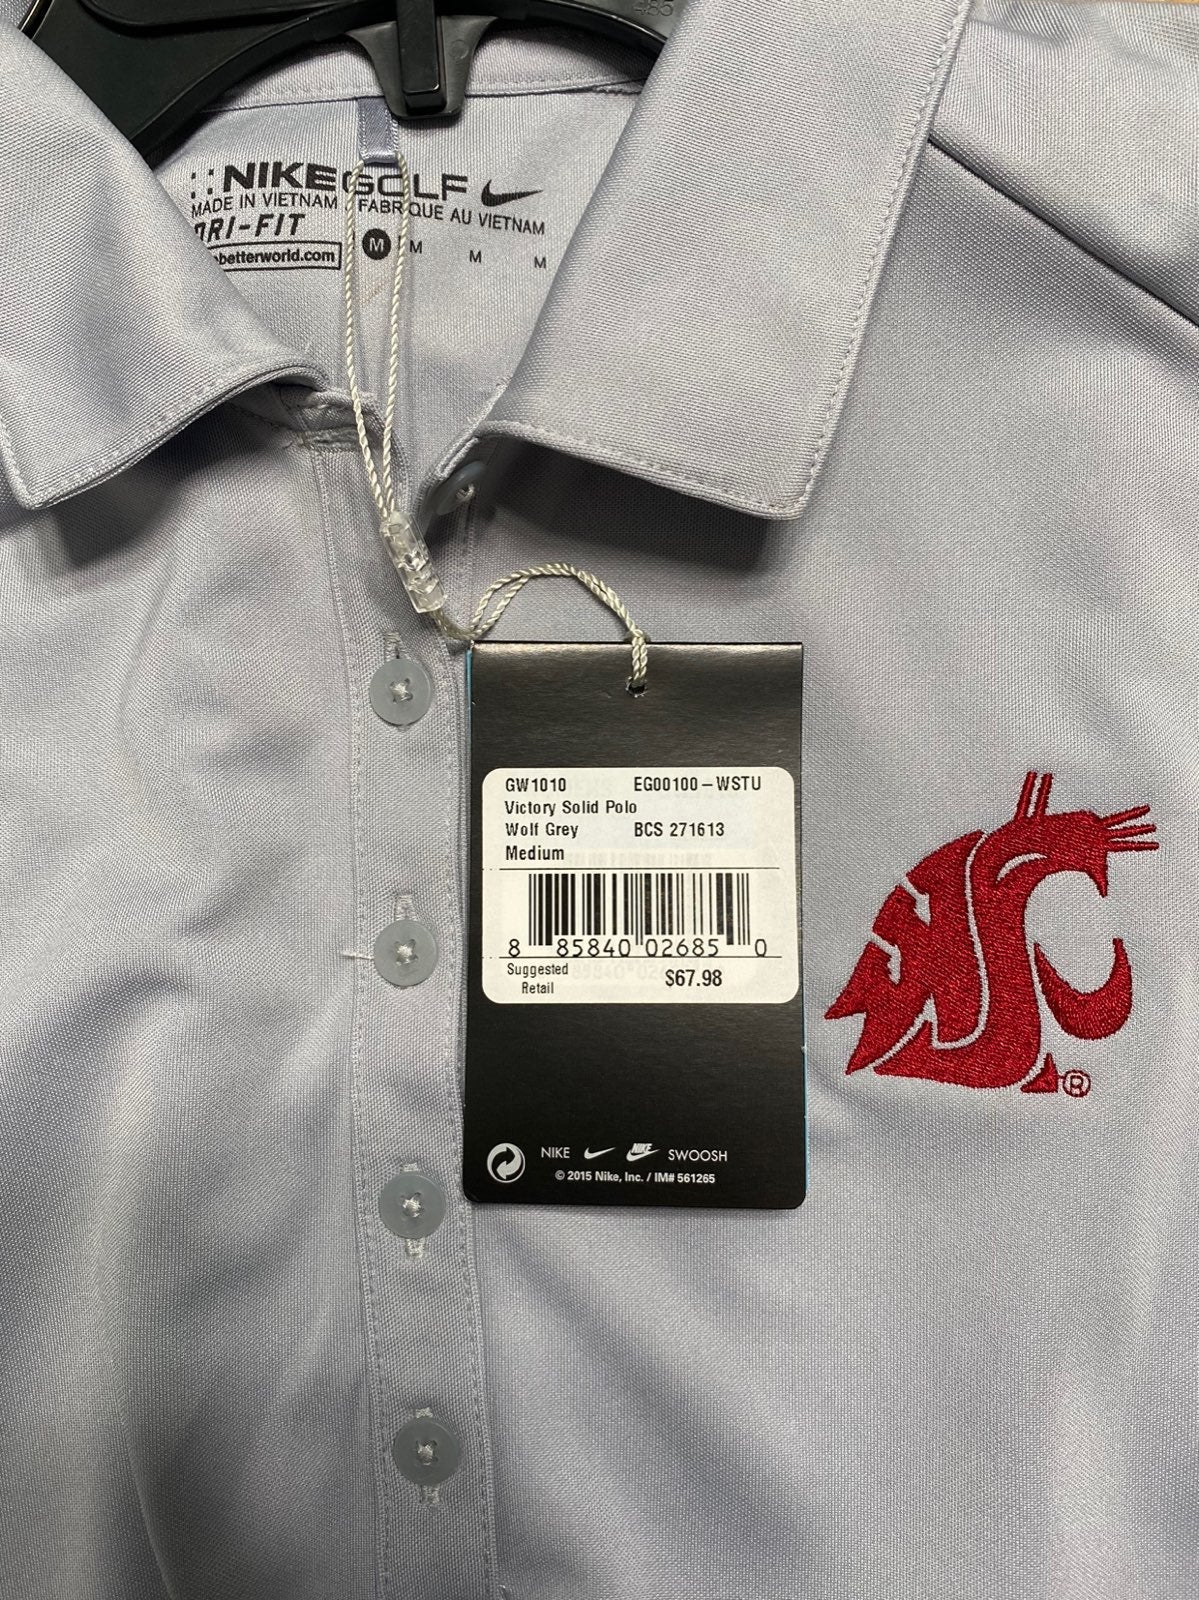 NIKE GOLF
MADE IN VIETNAM / FABRIQUE AU VIETNAM
DRI-FIT
betterworld.com
M M M M
GW1010 EG00100-WSTU
Victory Solid Polo
Wolf Grey BCS 271613
Medium
8 85840 02685 0
Suggested
Retail $67.98
NIKE NIKE SWOOSH
© 2015 Nike, Inc. / IM# 561265
WSC
®